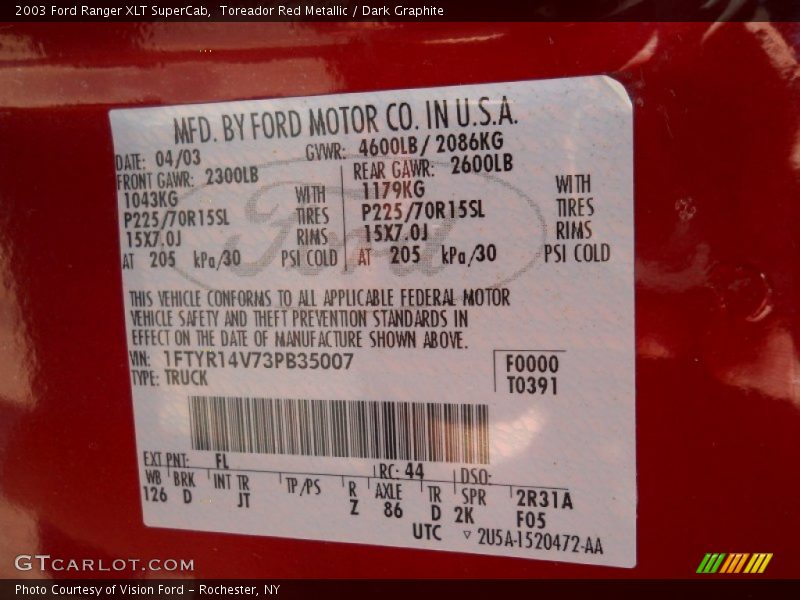 2003 Ford Ranger XLT SuperCab,  Toreador Red Metallic / Dark Graphite
MFD. BY FORD MOTOR CO. IN U.S.A.
DATE: 04/03 GVWR: 4600LB/ 2086KG
FRONT GAWR: 2300LB REAR GAWR: 2600LB
1043KG WITH 1179KG WITH
P225/70R15SL TIRES P225/70R15SL TIRES
15X7.0J RIMS 15X7.0J RIMS
AT 205 kPa/30 PSI COLD AT 205 kPa/30 PSI COLD
Ford
THIS VEHICLE CONFORMS TO ALL APPLICABLE FEDERAL MOTOR
VEHICLE SAFETY AND THEFT PREVENTION STANDARDS IN
EFFECT ON THE DATE OF MANUFACTURE SHOWN ABOVE.
VIN: 1FTYR14V73PB35007 F0000
TYPE: TRUCK T0391
EXT PNT: FL RC: 44 DSO:
WB BRK INT TR TP/PS R AXLE TR SPR 2R31A
126 D JT Z 86 D 2K F05
UTC ▽ 2U5A-1520472-AA
GTCARLOT.COM
Photo Courtesy of Vision Ford - Rochester, NY